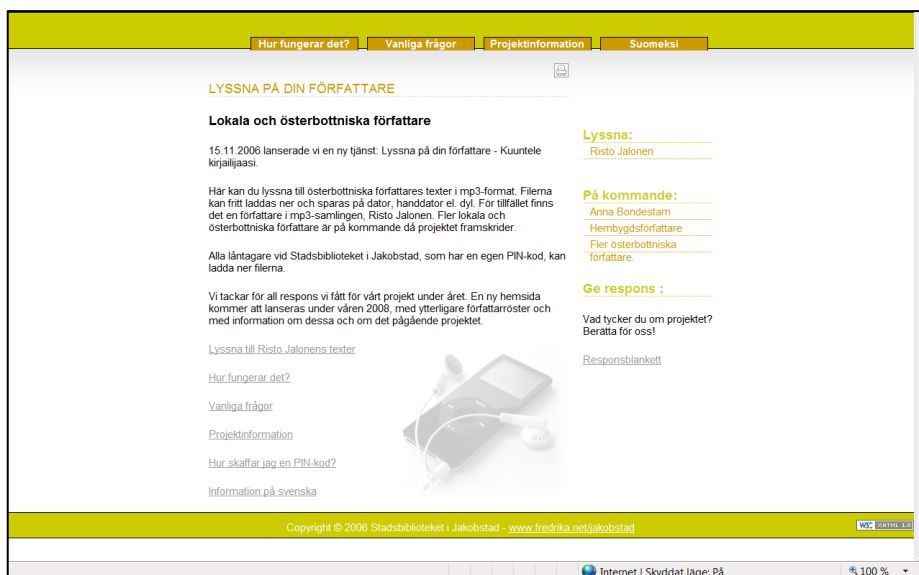 Hur fungerar det? Vanliga frågor Projektinformation Suomeksi
LYSSNA PÅ DIN FÖRFATTARE
Lokala och österbottniska författare
15.11.2006 lanserade vi en ny tjänst: Lyssna på din författare - Kuuntele
kirjailijaasi.
Här kan du lyssna till österbottniska författares texter i mp3-format. Filerna
kan fritt laddas ner och sparas på dator, handdator el. dyl. För tillfället finns
det en författare i mp3-samlingen, Risto Jalonen. Fler lokala och
österbottniska författare är på kommande då projektet framskrider.
Alla låntagare vid Stadsbiblioteket i Jakobstad, som har en egen PIN-kod, kan
ladda ner filerna.
Vi tackar för all respons vi fått för vårt projekt under året. En ny hemsida
kommer att lanseras under våren 2008, med ytterligare författarröster och
med information om dessa och om det pågående projektet.
Lyssna till Risto Jalonens texter
Hur fungerar det?
Vanliga frågor
Projektinformation
Hur skaffar jag en PIN-kod?
Information på svenska
Lyssna:
Risto Jalonen
På kommande:
Anna Bondestam
Hembygdsförfattare
Fler österbottniska
författare.
Ge respons :
Vad tycker du om projektet?
Berätta för oss!
Responsblankett
Copyright © 2006 Stadsbiblioteket i Jakobstad - www.fredrika.net/jakobstad
W3C XHTML 1.0
Internet | Skyddat läge: På 100 %